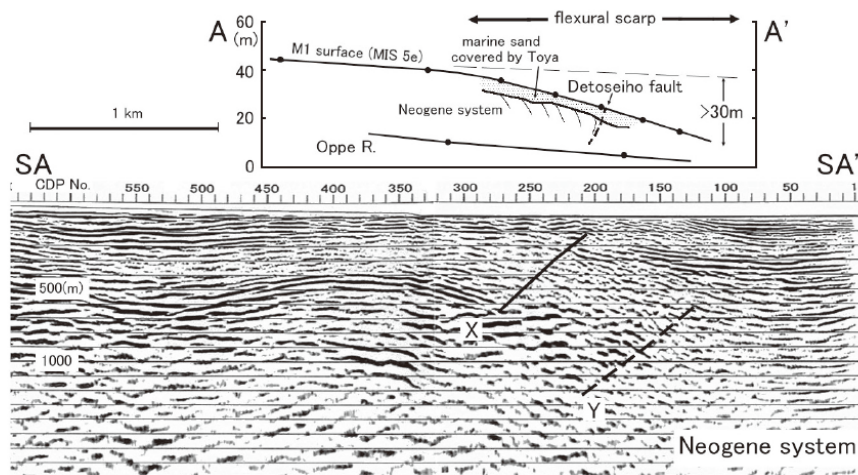 flexural scarp
A
60
(m)
A'
M1 surface (MIS 5e)
marine sand
covered by Toya
40
Detoseiho fault
Neogene system
>30m
20
Oppe R.
0
1 km
SA
SA'
CDP No. 550 500 450 400 350 300 250 200 150 100 50 1
500(m)
X
1000
Y
Neogene system